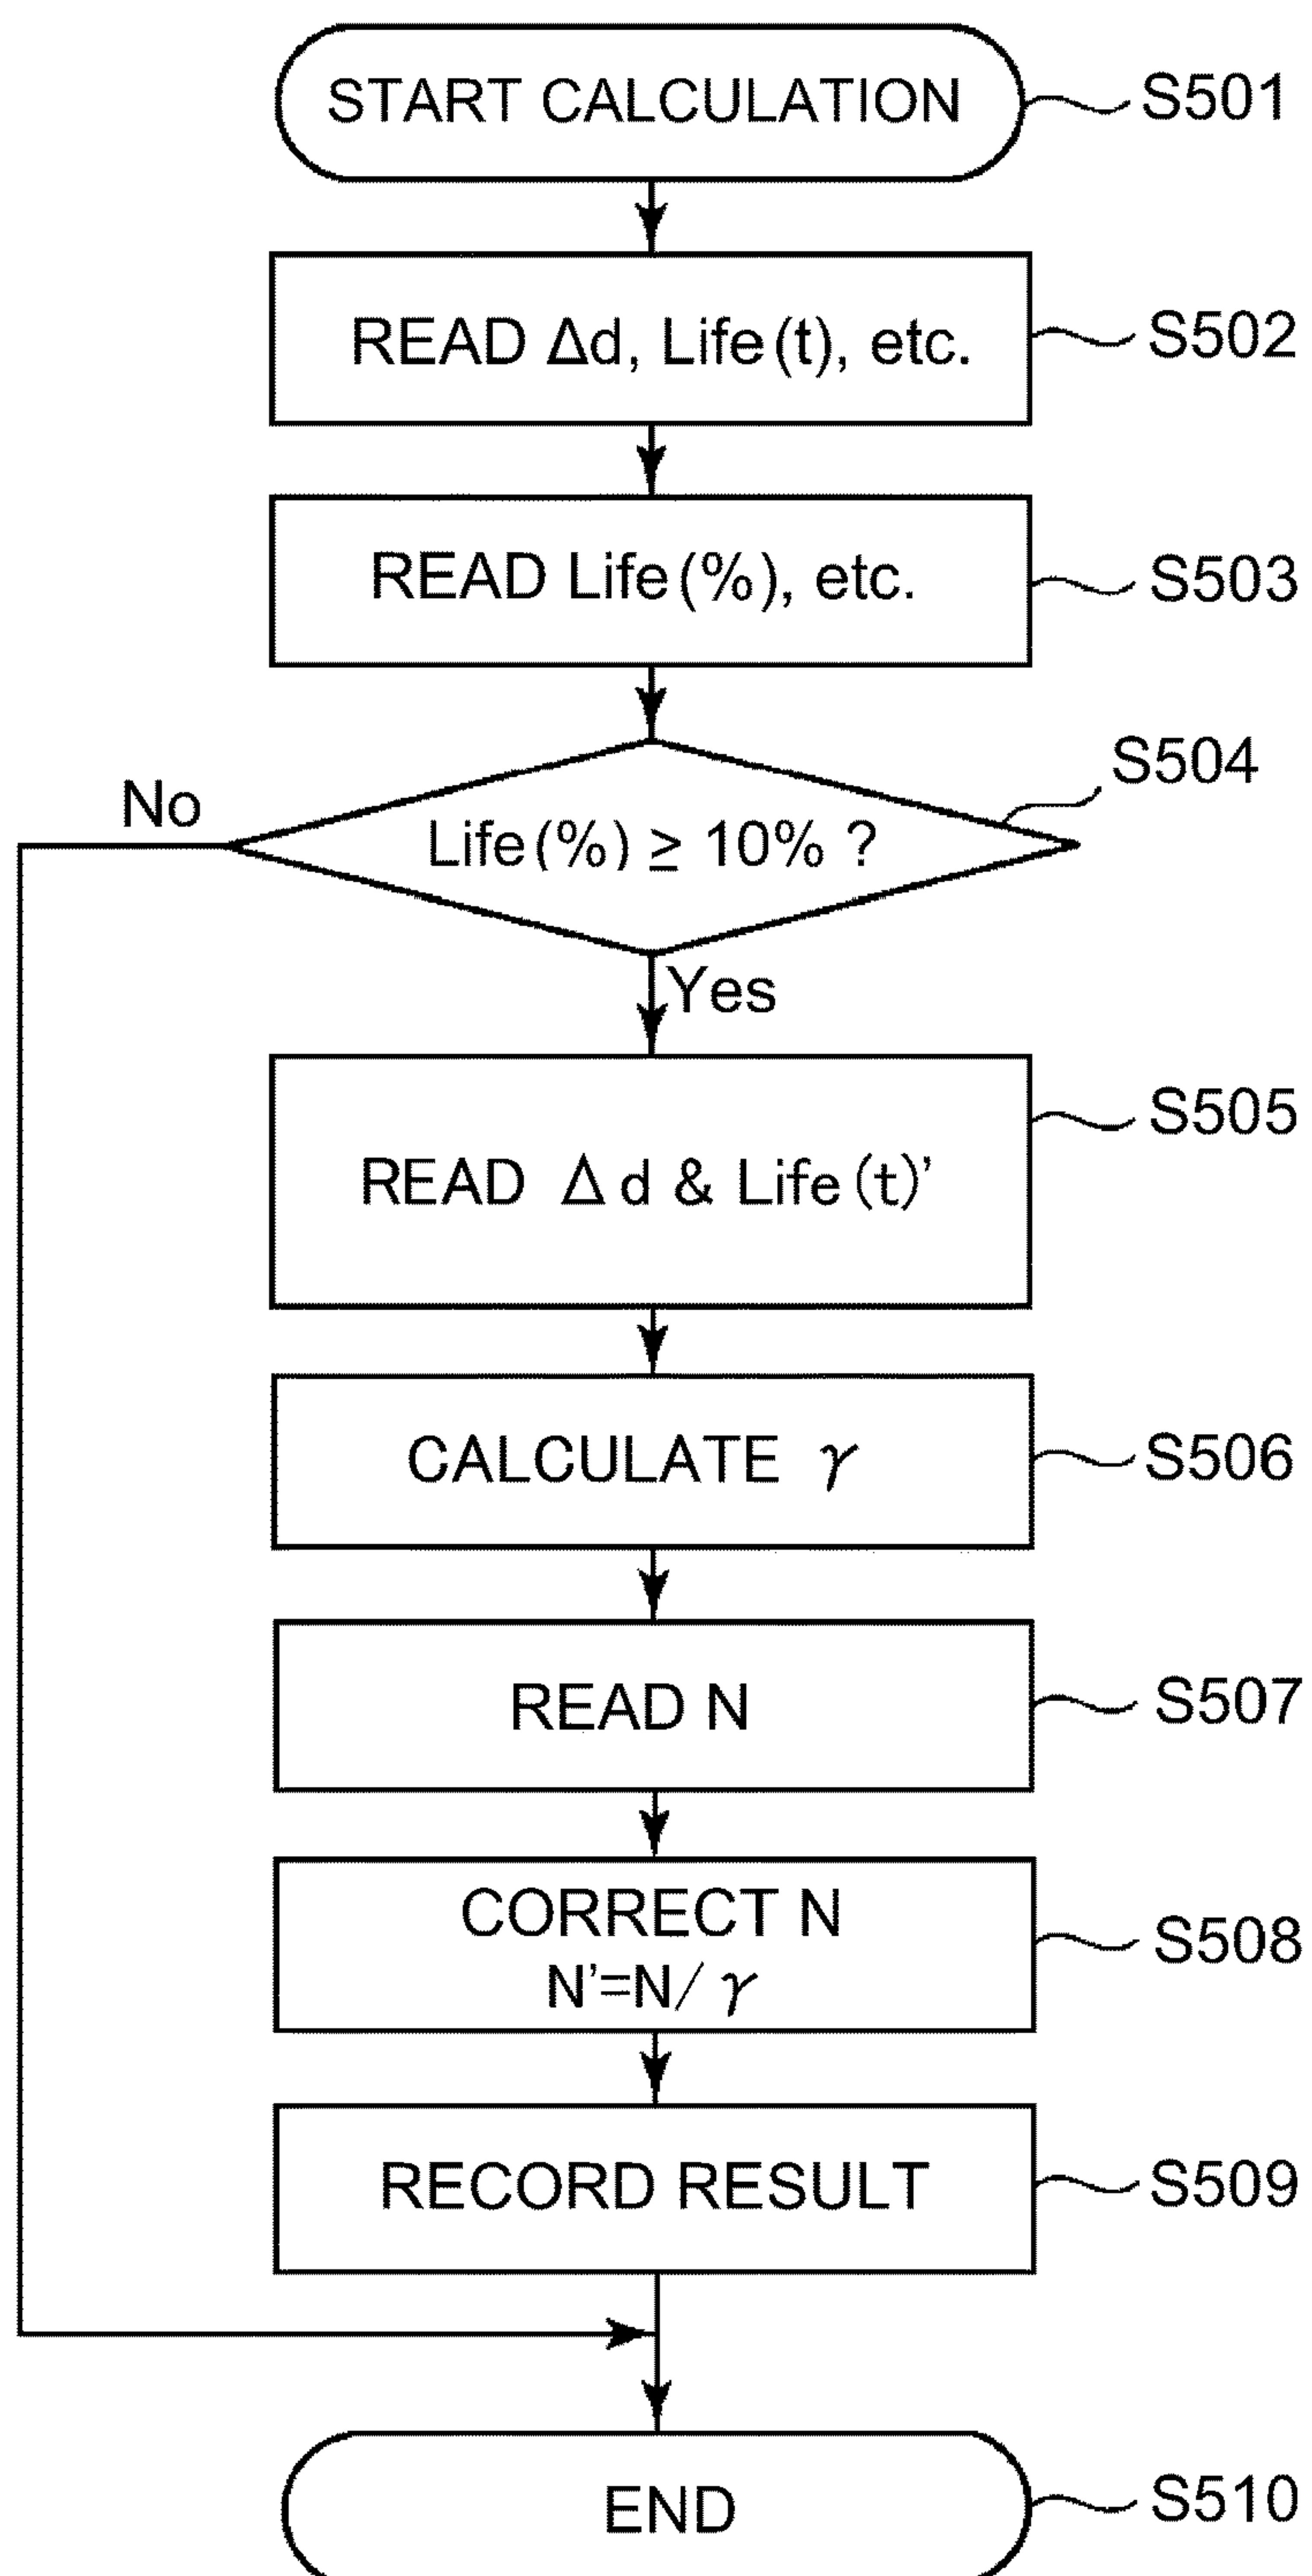 START CALCULATION
S501
READ Δd, Life(t), etc.
S502
READ Life(%), etc.
S503
S504
No
Life(%) ≥ 10% ?
Yes
S505
READ Δd & Life(t)’
CALCULATE γ
S506
READ N
S507
CORRECT N
N’=N/γ
S508
RECORD RESULT
S509
END
S510